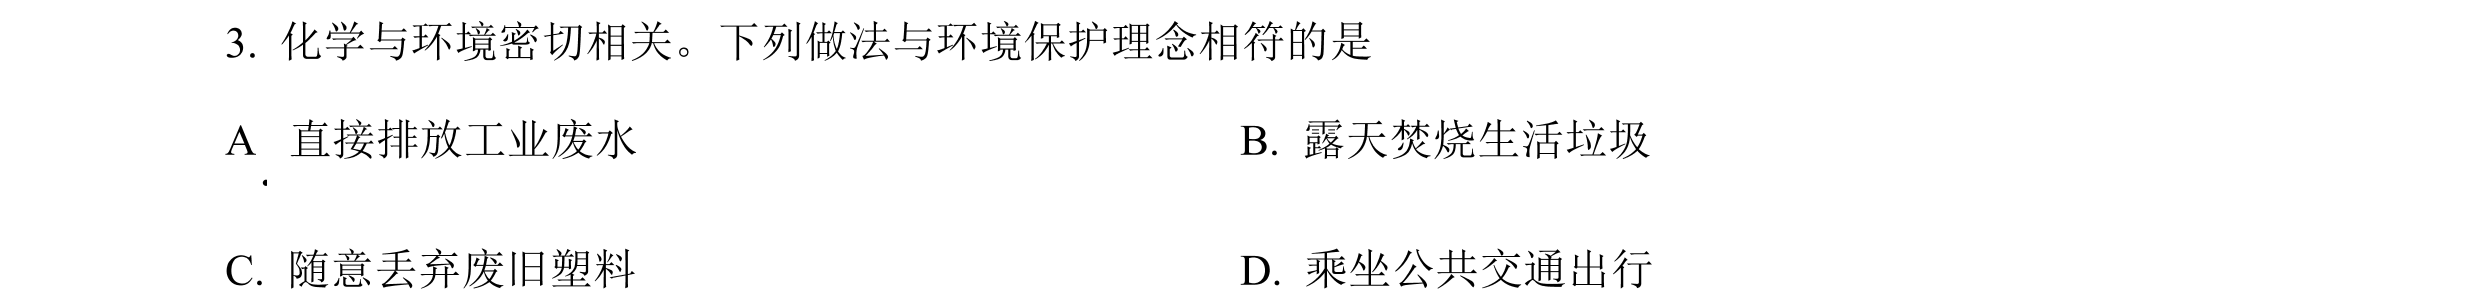 3. 化学与环境密切相关。下列做法与环境保护理念相符的是
A. 直接排放工业废水 B. 露天焚烧生活垃圾
C. 随意丢弃废旧塑料 D. 乘坐公共交通出行